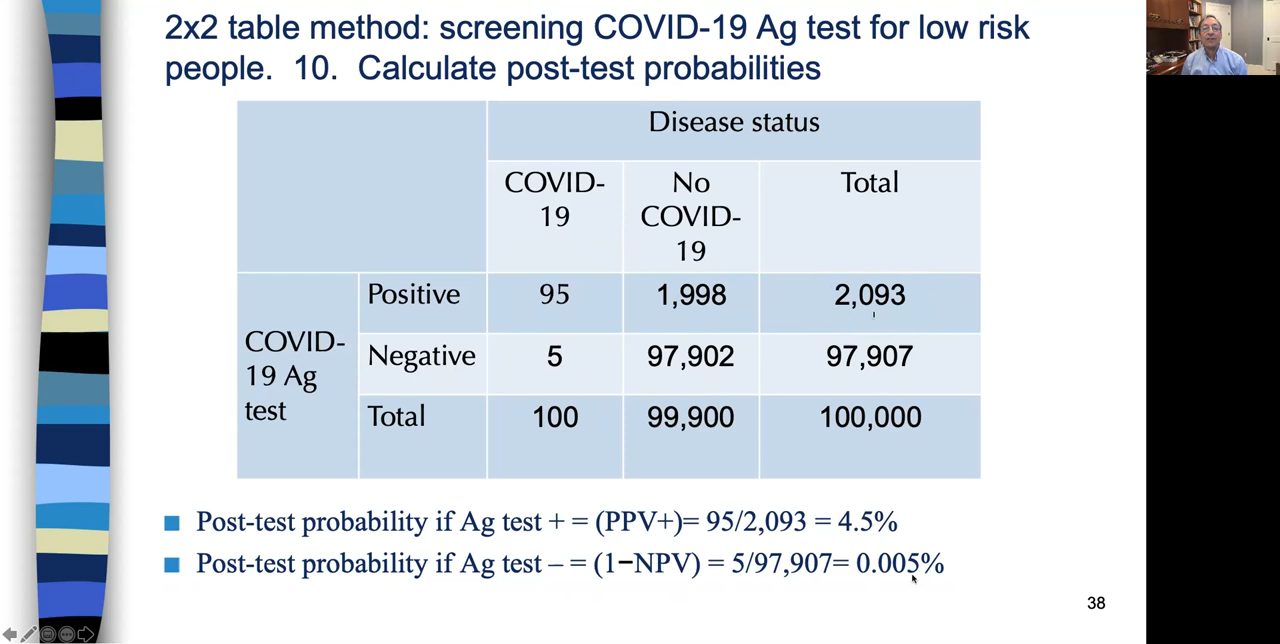 2x2 table method: screening COVID-19 Ag test for low risk
people.  10.  Calculate post-test probabilities
Disease status
COVID-
19
No
COVID-
19
Total
COVID-
19 Ag
test
Positive
95
1,998
2,093
Negative
5
97,902
97,907
Total
100
99,900
100,000
Post-test probability if Ag test + = (PPV+)= 95/2,093 = 4.5%
Post-test probability if Ag test – = (1−NPV) = 5/97,907= 0.005%
38